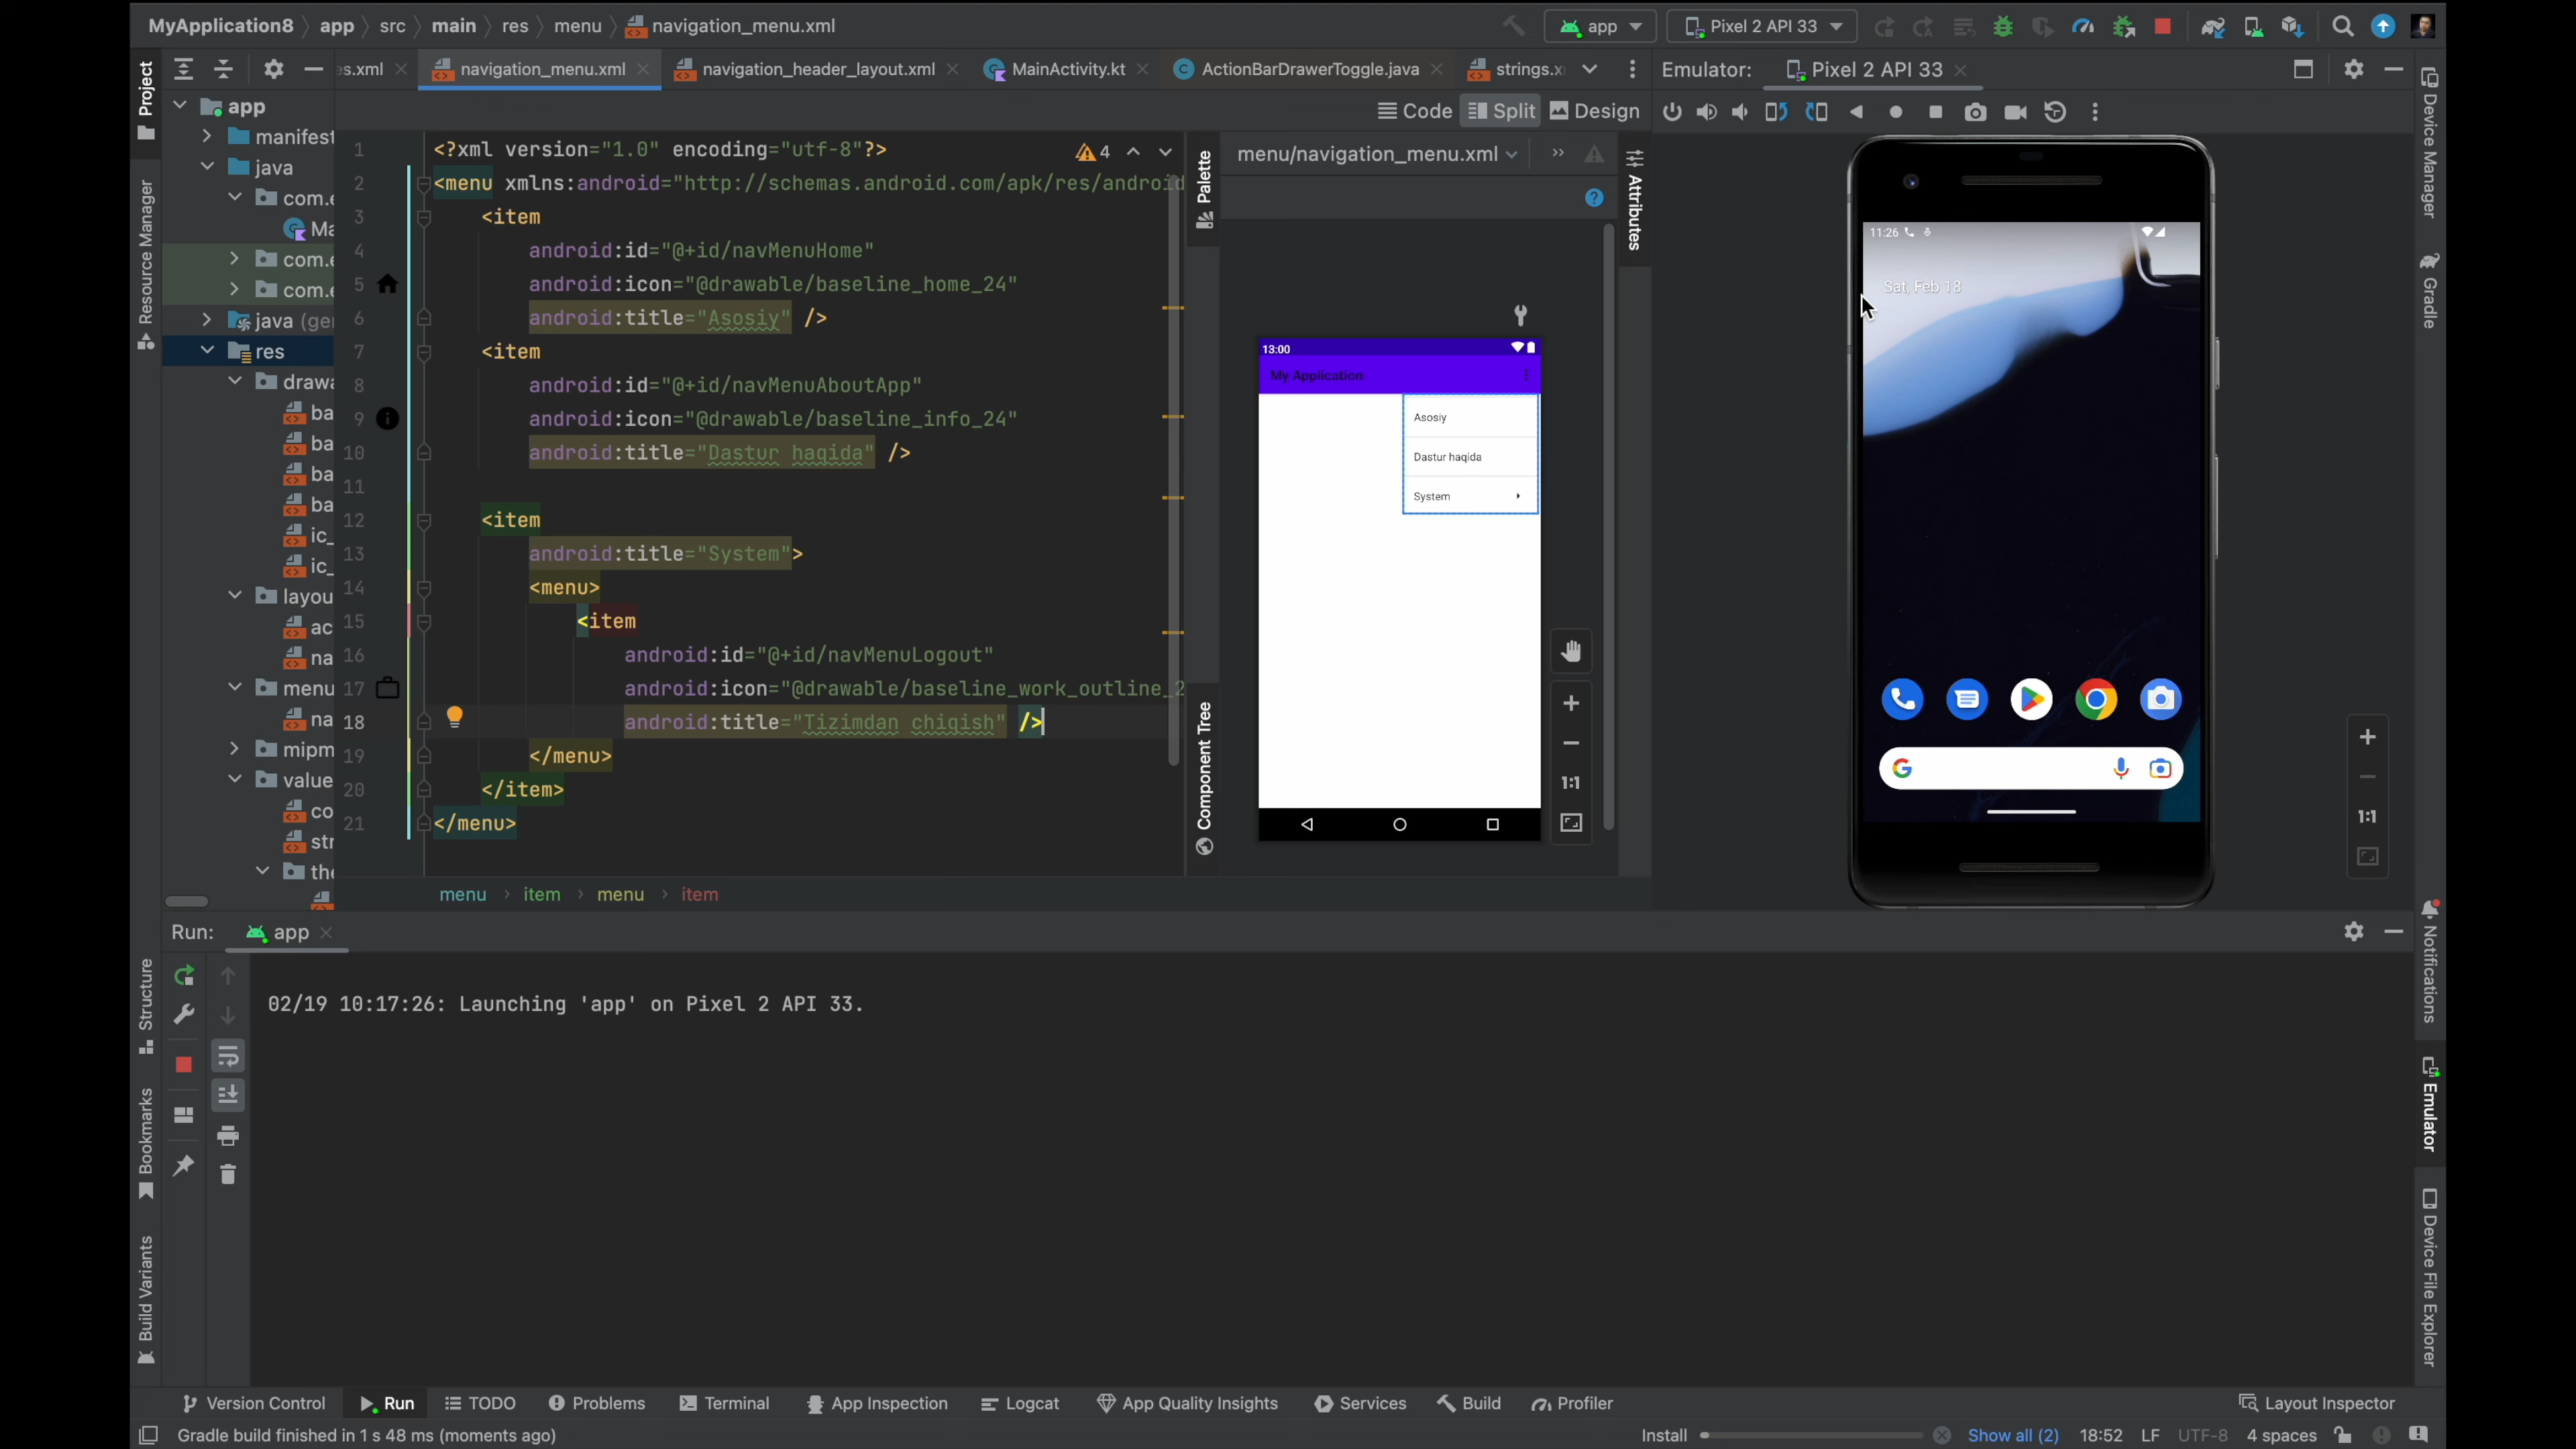 MyApplication8 app src main res menu navigation_menu.xml
app Pixel 2 API 33
Project
es.xml navigation_menu.xml navigation_header_layout.xml MainActivity.kt ActionBarDrawerToggle.java strings.x
Emulator: Pixel 2 API 33
Code Split Design
app
manifest
java
com.e
Ma
com.e
com.e
java (ge
res
drawa
ba
ba
ba
ba
ic_
ic_
layou
ac
na
menu
na
mipm
value
co
str
the
Resource Manager
1 <?xml version="1.0" encoding="utf-8"?>
4
2 <menu xmlns:android="http://schemas.android.com/apk/res/android
3 <item
4 android:id="@+id/navMenuHome"
5 android:icon="@drawable/baseline_home_24"
6 android:title="Asosiy" />
7 <item
8 android:id="@+id/navMenuAboutApp"
9 android:icon="@drawable/baseline_info_24"
10 android:title="Dastur haqida" />
11
12 <item
13 android:title="System">
14 <menu>
15 <item
16 android:id="@+id/navMenuLogout"
17 android:icon="@drawable/baseline_work_outline_2
18 android:title="Tizimdan chiqish" />
19 </menu>
20 </item>
21 </menu>
menu item menu item
Palette
Component Tree
menu/navigation_menu.xml
Attributes
13:00
My Application
Asosiy
Dastur haqida
System
1:1
11:26
Sat, Feb 18
1:1
Device Manager
Gradle
Notifications
Emulator
Device File Explorer
Run: app
02/19 10:17:26: Launching 'app' on Pixel 2 API 33.
Structure
Bookmarks
Build Variants
Version Control Run TODO Problems Terminal App Inspection Logcat App Quality Insights Services Build Profiler Layout Inspector
Gradle build finished in 1 s 48 ms (moments ago)
Install Show all (2) 18:52 LF UTF-8 4 spaces